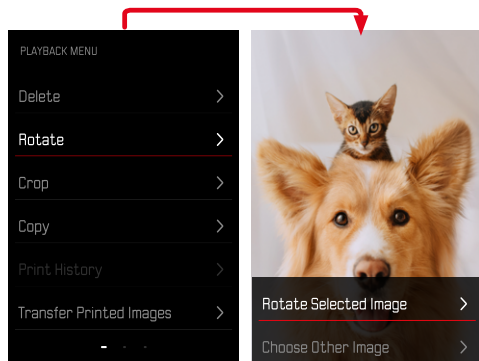 PLAYBACK MENU
Delete
Rotate
Crop
Copy
Print History
Transfer Printed Images
Rotate Selected Image
Choose Other Image